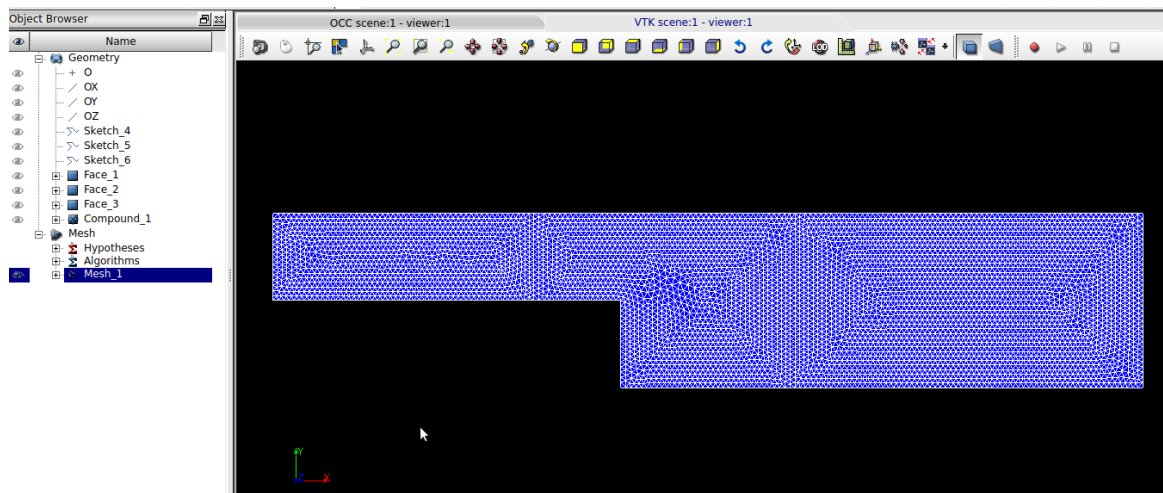 Object Browser
OCC scene:1 - viewer:1
VTK scene:1 - viewer:1
Name
Geometry
O
OX
OY
OZ
Sketch_4
Sketch_5
Sketch_6
Face_1
Face_2
Face_3
Compound_1
Mesh
Hypotheses
Algorithms
Mesh_1
LOD
Y
Z
X